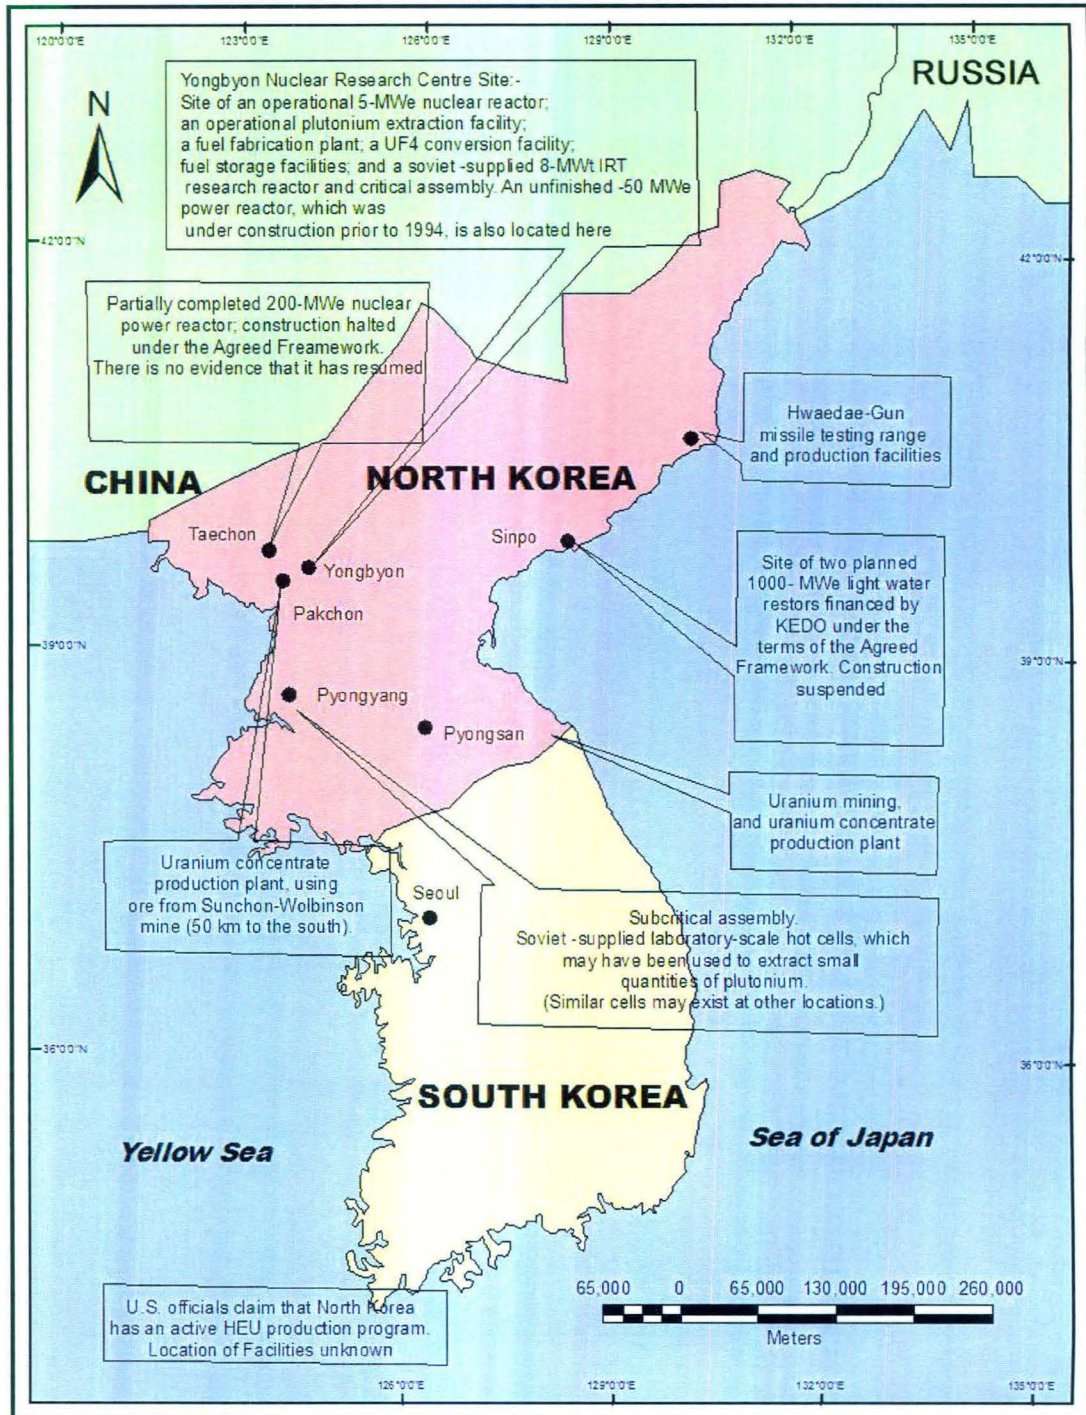 120°0'0"E
123°0'0"E
126°0'0"E
129°0'0"E
132°0'0"E
135°0'0"E
RUSSIA
N
Yongbyon Nuclear Research Centre Site:-
Site of an operational 5-MWe nuclear reactor;
an operational plutonium extraction facility;
a fuel fabrication plant; a UF4 conversion facility;
fuel storage facilities; and a soviet -supplied 8-MWt IRT
research reactor and critical assembly. An unfinished -50 MWe
power reactor, which was
under construction prior to 1994, is also located here
42°0'0"N
42°0'0"N
Partially completed 200-MWe nuclear
power reactor; construction halted
under the Agreed Freamework.
There is no evidence that it has resumed
Hwaedae-Gun
missile testing range
and production facilities
CHINA
NORTH KOREA
Taechon
Sinpo
Yongbyon
Pakchon
Site of two planned
1000- MWe light water
restors financed by
KEDO under the
terms of the Agreed
Framework. Construction
suspended
39°0'0"N
39°0'0"N
Pyongyang
Pyongsan
Uranium mining,
and uranium concentrate
production plant
Uranium concentrate
production plant, using
ore from Sunchon-Wolbinson
mine (50 km to the south).
Seoul
Subcritical assembly.
Soviet -supplied laboratory-scale hot cells, which
may have been used to extract small
quantities of plutonium.
(Similar cells may exist at other locations.)
36°0'0"N
36°0'0"N
SOUTH KOREA
Yellow Sea
Sea of Japan
U.S. officials claim that North Korea
has an active HEU production program.
Location of Facilities unknown
65,000 0 65,000 130,000 195,000 260,000
Meters
126°0'0"E
129°0'0"E
132°0'0"E
135°0'0"E